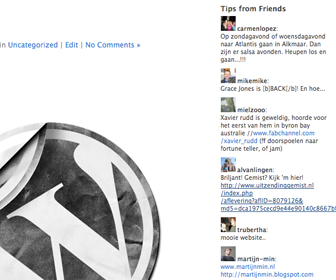 in Uncategorized | Edit | No Comments »
Tips from Friends
carmenlopez:
Op zondagavond of woensdagavond
naar Atlantis gaan in Alkmaar. Dan
zijn er salsa avonden. Heupen los en
gaan...!!!
mikemike:
Grace Jones is [b]BACK[/b]! En hoe!
mielzooo:
Xavier rudd is geweldig, hoorde voor
het eerst van hem in byron bay
australie //www.fabchannel.com
/xavier_rudd (ff doorspoelen naar
fortune teller, of jam)
alvanlingen:
Briljant! Gemist? Kijk 'm hier!
http://www.uitzendinggemist.nl
/index.php
/aflevering?aflID=8079126&
md5=dca1975cecd9e44e90140c8667b
trubertha:
mooie website..
martijn-min:
www.martijnmin.nl
http://martijnmin.blogspot.com